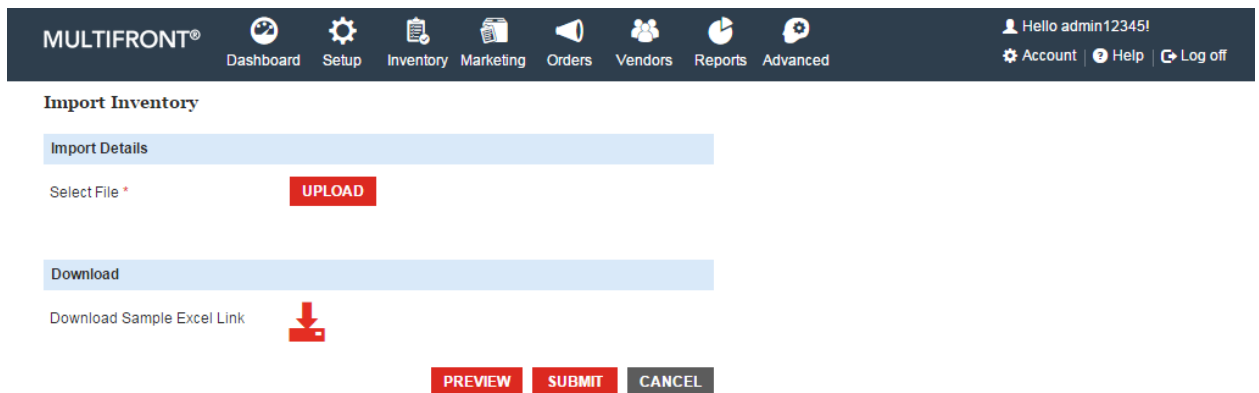 MULTIFRONT®
Dashboard Setup Inventory Marketing Orders Vendors Reports Advanced
Hello admin12345!
Account | Help | Log off
Import Inventory
Import Details
Select File * UPLOAD
Download
Download Sample Excel Link
PREVIEW SUBMIT CANCEL